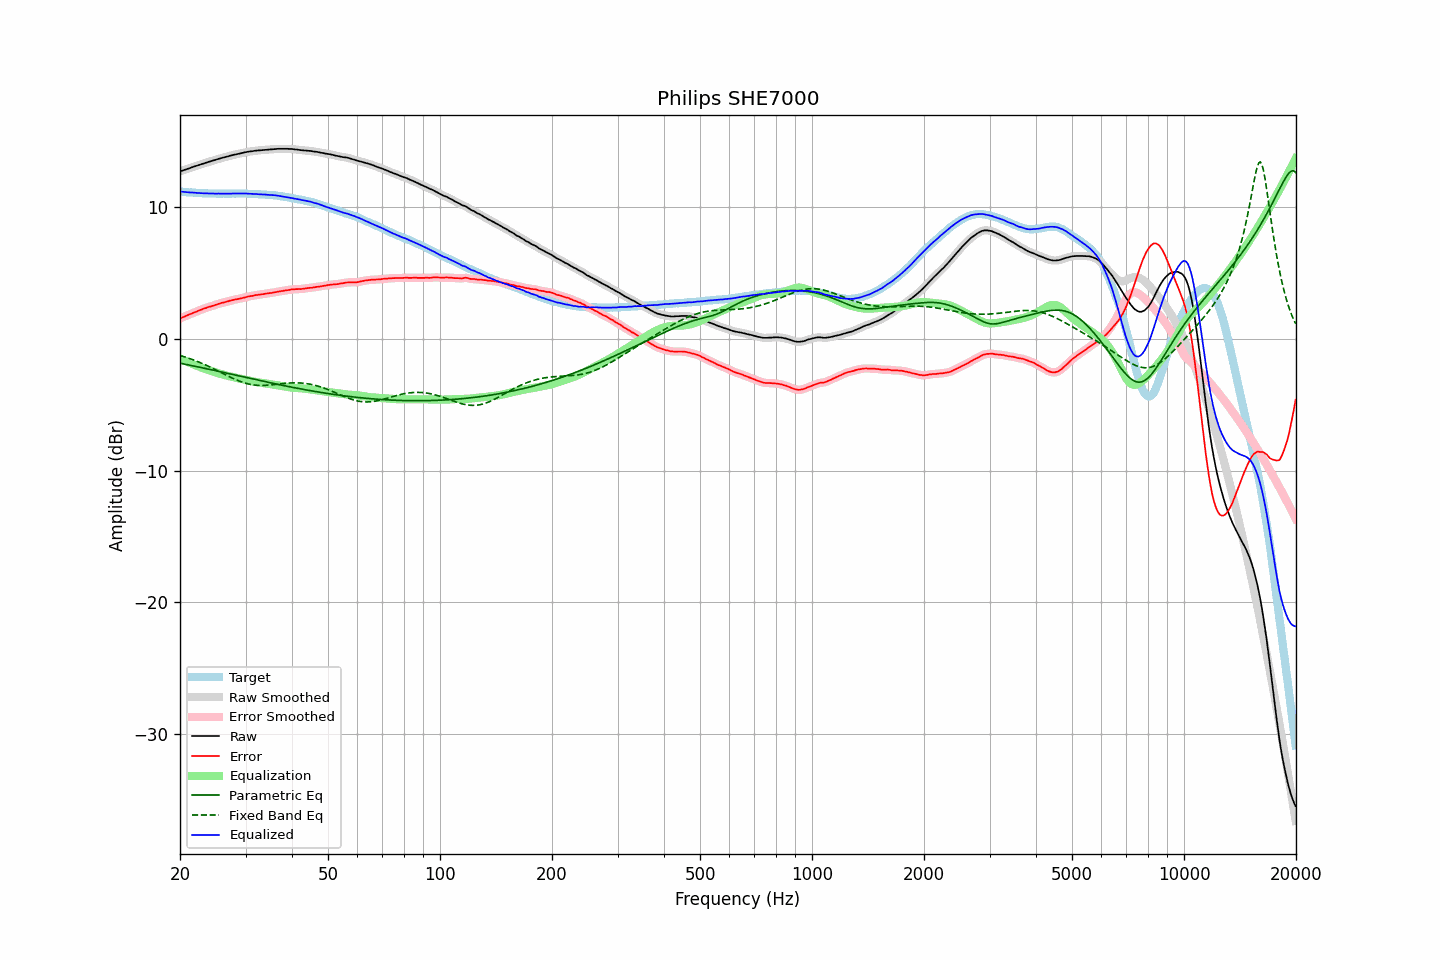 Philips SHE7000
Amplitude (dBr)
10
0
−10
−20
−30
Target
Raw Smoothed
Error Smoothed
Raw
Error
Equalization
Parametric Eq
Fixed Band Eq
Equalized
20 50 100 200 500 1000 2000 5000 10000 20000
Frequency (Hz)